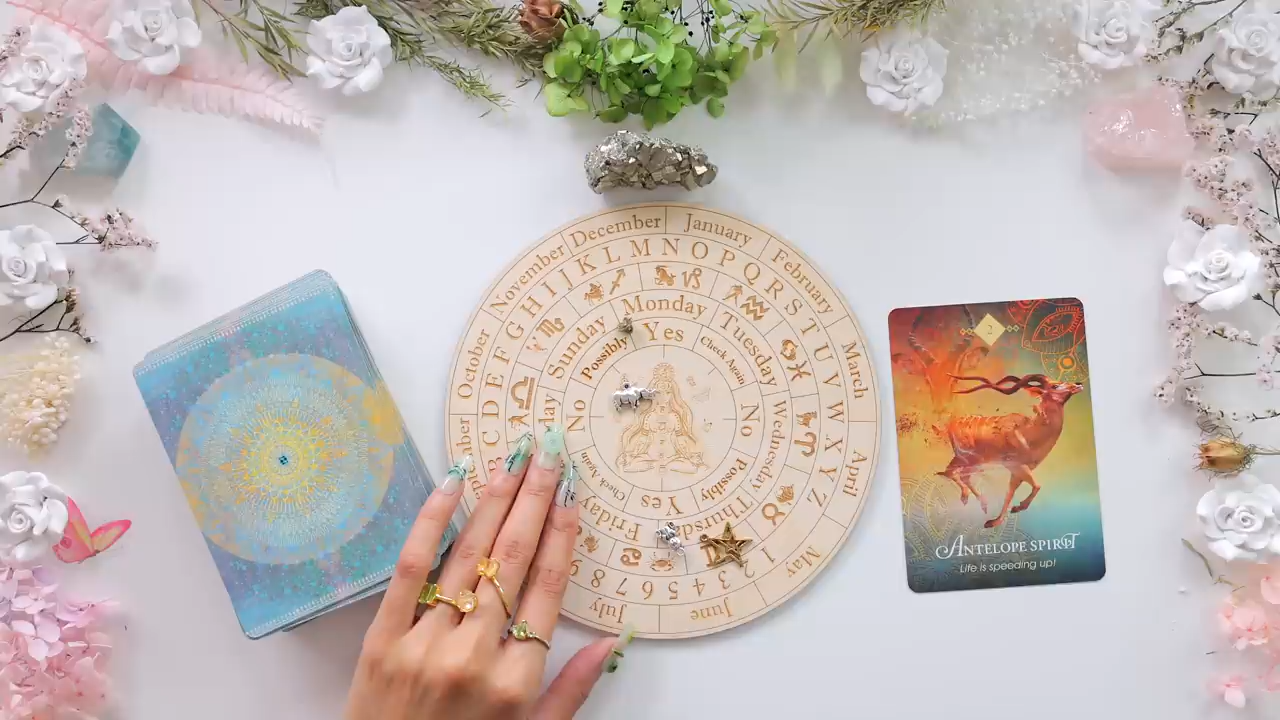 December
January
February
March
April
May
June
July
October
November
C D E F G H I J K L M N O P Q R S T U V W X Y Z
1 2 3 4 5 6 7 8 9
Sunday
Monday
Tuesday
Wednesday
Friday
Possibly
Yes
Check Again
No
Possibly
Yes
Check Again
No
2
ANTELOPE SPIRIT
Life is speeding up!